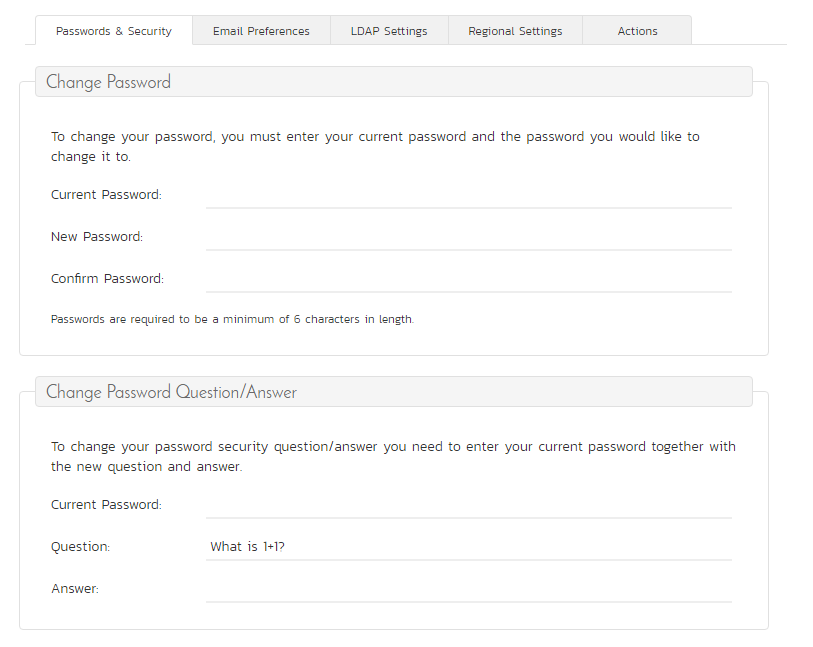 Passwords & Security
Email Preferences
LDAP Settings
Regional Settings
Actions
Change Password
To change your password, you must enter your current password and the password you would like to
change it to.
Current Password:
New Password:
Confirm Password:
Passwords are required to be a minimum of 6 characters in length.
Change Password Question/Answer
To change your password security question/answer you need to enter your current password together with
the new question and answer.
Current Password:
Question: What is 1+1?
Answer: